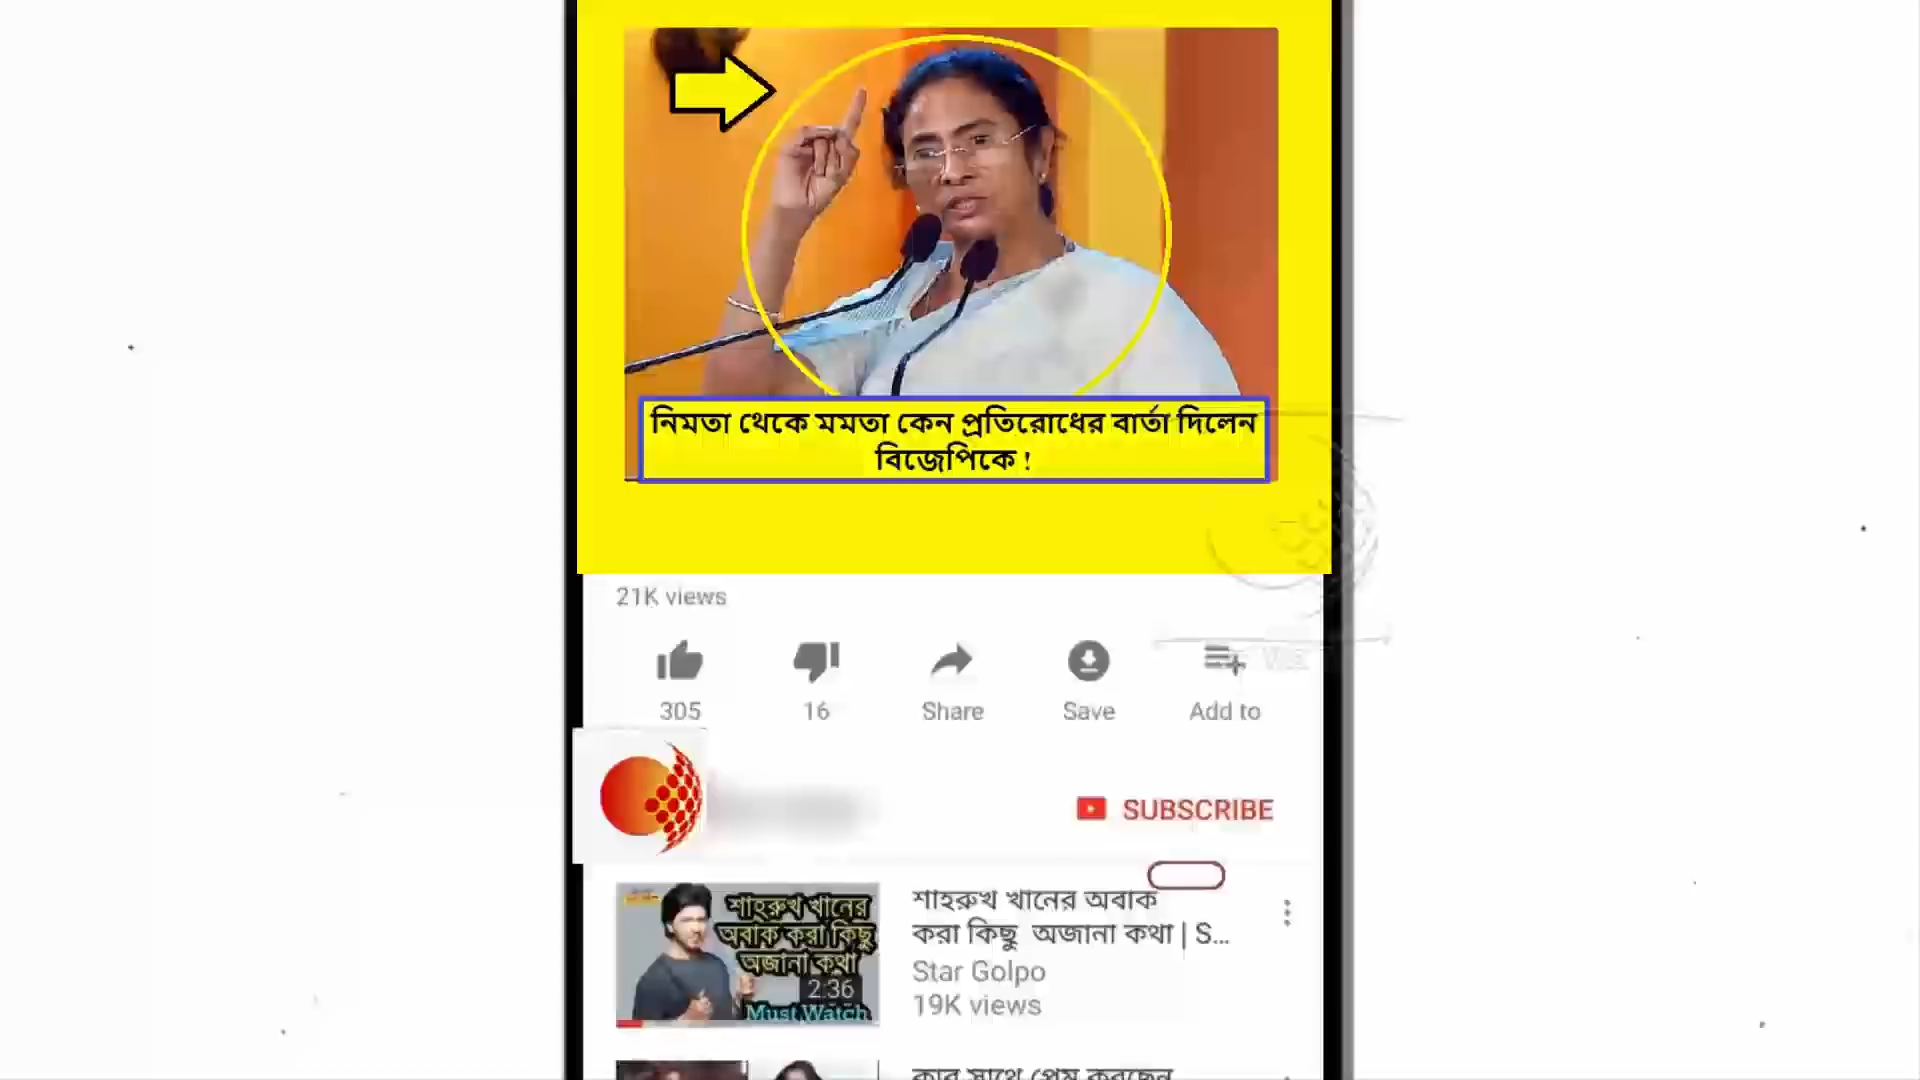 নিমতা থেকে মমতা কেন প্রতিরোধের বার্তা দিলেন
বিজেপিকে !
21K views
305
16
Share
Save
Add to
SUBSCRIBE
শাহরুখ খানের
অবাক করা কিছু
অজানা কথা
2:36
Must Watch
শাহরুখ খানের অবাক
করা কিছু অজানা কথা | S...
Star Golpo
19K views
কার সাথে প্রেম করছেন